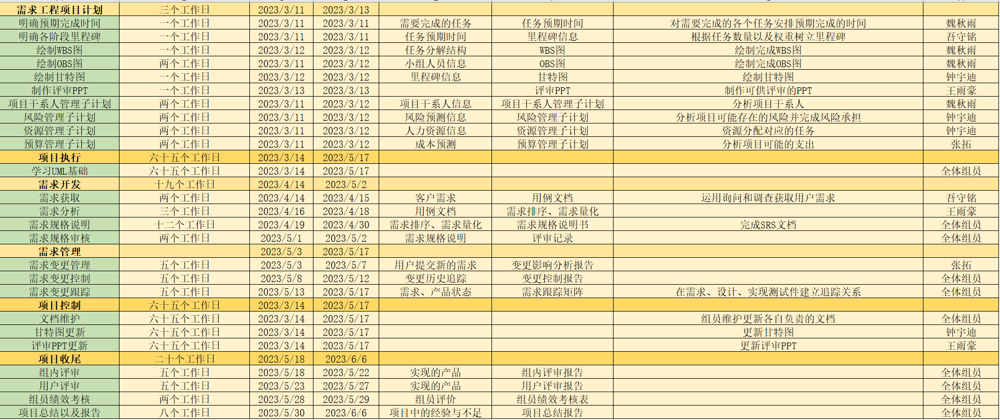 需求工程项目计划 三个工作日 2023/3/11 2023/3/13
明确预期完成时间 一个工作日 2023/3/11 2023/3/11 需要完成的任务 任务预期时间 对需要完成的各个任务安排预期完成的时间 魏秋雨
明确各阶段里程碑 一个工作日 2023/3/11 2023/3/11 任务预期时间 里程碑信息 根据任务数量以及权重树立里程碑 吾守铭
绘制WBS图 一个工作日 2023/3/12 2023/3/12 任务分解结构 WBS图 绘制完成WBS图 魏秋雨
绘制OBS图 两个工作日 2023/3/11 2023/3/12 小组人员信息 OBS图 绘制完成OBS图 魏秋雨
绘制甘特图 一个工作日 2023/3/12 2023/3/12 里程碑信息 甘特图 绘制甘特图 钟宇迪
制作评审PPT 一个工作日 2023/3/13 2023/3/13 评审PPT 制作可供评审的PPT 王雨豪
项目干系人管理子计划 两个工作日 2023/3/11 2023/3/12 项目干系人信息 项目干系人管理子计划 分析项目干系人 魏秋雨
风险管理子计划 两个工作日 2023/3/11 2023/3/12 风险预测信息 风险管理子计划 分析项目可能存在的风险并完成风险承担 钟宇迪
资源管理子计划 两个工作日 2023/3/11 2023/3/12 人力资源信息 资源管理子计划 资源分配对应的任务 钟宇迪
预算管理子计划 两个工作日 2023/3/11 2023/3/12 成本预测 预算管理子计划 分析项目可能的支出 张拓
项目执行 六十五个工作日 2023/3/14 2023/5/17
学习UML基础 六十五个工作日 2023/3/14 2023/5/17 全体组员
需求开发 十九个工作日 2023/4/14 2023/5/2
需求获取 两个工作日 2023/4/14 2023/4/15 客户需求 用例文档 运用询问和调查获取用户需求 吾守铭
需求分析 三个工作日 2023/4/16 2023/4/18 用例文档 需求排序、需求量化 王雨豪
需求规格说明 十二个工作日 2023/4/19 2023/4/30 需求排序、需求量化 需求规格说明书 完成SRS文档 全体组员
需求规格审核 两个工作日 2023/5/1 2023/5/2 需求规格说明 评审记录 全体组员
需求管理 2023/5/3 2023/5/17
需求变更管理 五个工作日 2023/5/3 2023/5/7 用户提交新的需求 变更影响分析报告 张拓
需求变更控制 五个工作日 2023/5/8 2023/5/12 变更历史追踪 变更控制报告 全体组员
需求变更跟踪 五个工作日 2023/5/13 2023/5/17 需求、产品状态 需求跟踪矩阵 在需求、设计、实现测试件建立追踪关系 全体组员
项目控制 六十五个工作日 2023/3/14 2023/5/17
文档维护 六十五个工作日 2023/3/14 2023/5/17 组员维护更新各自负责的文档 全体组员
甘特图更新 六十五个工作日 2023/3/14 2023/5/17 更新甘特图 钟宇迪
评审PPT更新 六十五个工作日 2023/3/14 2023/5/17 更新评审PPT 王雨豪
项目收尾 二十个工作日 2023/5/18 2023/6/6
组内评审 五个工作日 2023/5/18 2023/5/22 实现的产品 组内评审报告 全体组员
用户评审 五个工作日 2023/5/23 2023/5/27 实现的产品 用户评审报告 全体组员
组员绩效考核 两个工作日 2023/5/28 2023/5/29 组员评价 组员绩效考核表 全体组员
项目总结以及报告 八个工作日 2023/5/30 2023/6/6 项目中的经验与不足 项目总结报告 全体组员